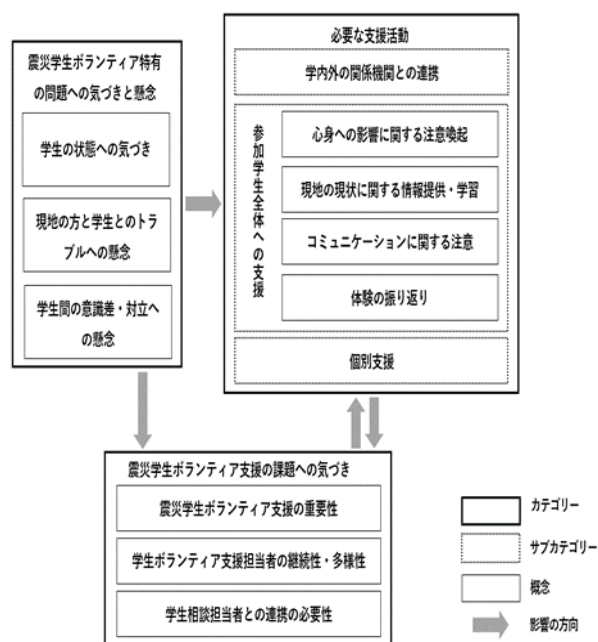 震災学生ボランティア特有
の問題への気づきと懸念
学生の状態への気づき
現地の方と学生とのトラ
ブルへの懸念
学生間の意識差・対立へ
の懸念
必要な支援活動
学内外の関係機関との連携
参加学生全体への支援
心身への影響に関する注意喚起
現地の現状に関する情報提供・学習
コミュニケーションに関する注意
体験の振り返り
個別支援
震災学生ボランティア支援の課題への気づき
震災学生ボランティア支援の重要性
学生ボランティア支援担当者の継続性・多様性
学生相談担当者との連携の必要性
カテゴリー
サブカテゴリー
概念
影響の方向